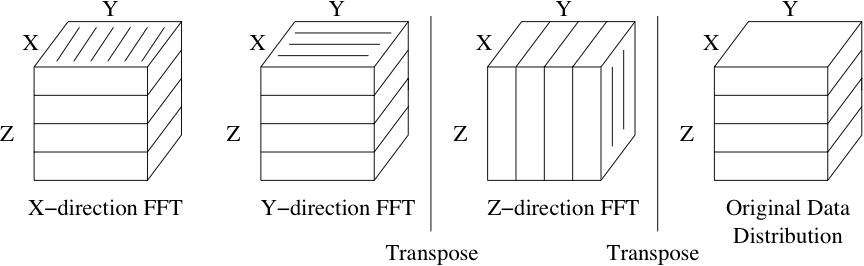 Y Y Y Y
X X X X
Z Z Z Z
X−direction FFT Y−direction FFT Z−direction FFT Original Data
Distribution
Transpose Transpose